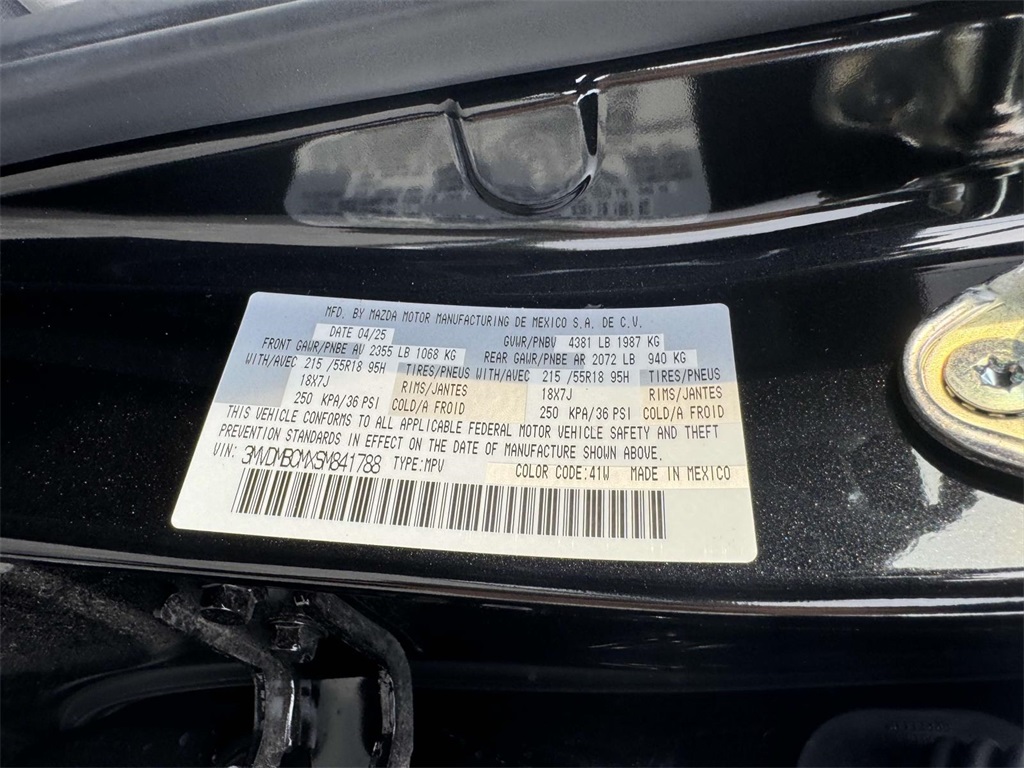 MFD. BY MAZDA MOTOR MANUFACTURING DE MEXICO S.A. DE C.V.
DATE 04/25 GVWR/PNBV 4381 LB 1987 KG
FRONT GAWR/PNBE AV 2355 LB 1068 KG REAR GAWR/PNBE AR 2072 LB 940 KG
WITH/AVEC 215 /55R18 95H TIRES/PNEUS WITH/AVEC 215 /55R18 95H TIRES/PNEUS
18X7J RIMS/JANTES 18X7J RIMS/JANTES
250 KPA/36 PSI COLD/A FROID 250 KPA/36 PSI COLD/A FROID
THIS VEHICLE CONFORMS TO ALL APPLICABLE FEDERAL MOTOR VEHICLE SAFETY AND THEFT
PREVENTION STANDARDS IN EFFECT ON THE DATE OF MANUFACTURE SHOWN ABOVE.
VIN: 3MVDMBCMXSM841788 TYPE:MPV COLOR CODE:41W MADE IN MEXICO